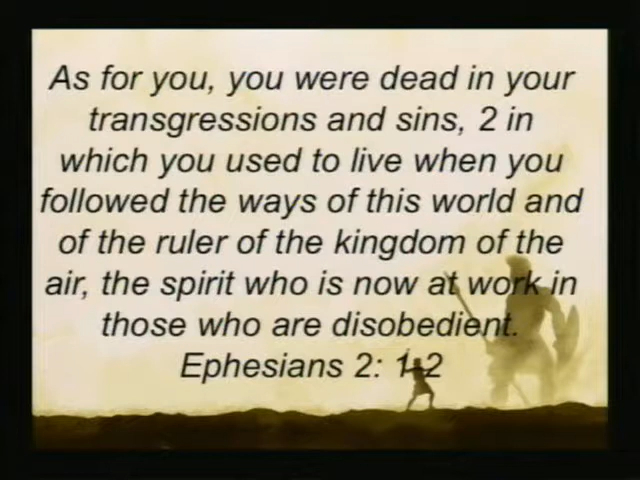 As for you, you were dead in your
transgressions and sins, 2 in
which you used to live when you
followed the ways of this world and
of the ruler of the kingdom of the
air, the spirit who is now at work in
those who are disobedient.
Ephesians 2: 1-2